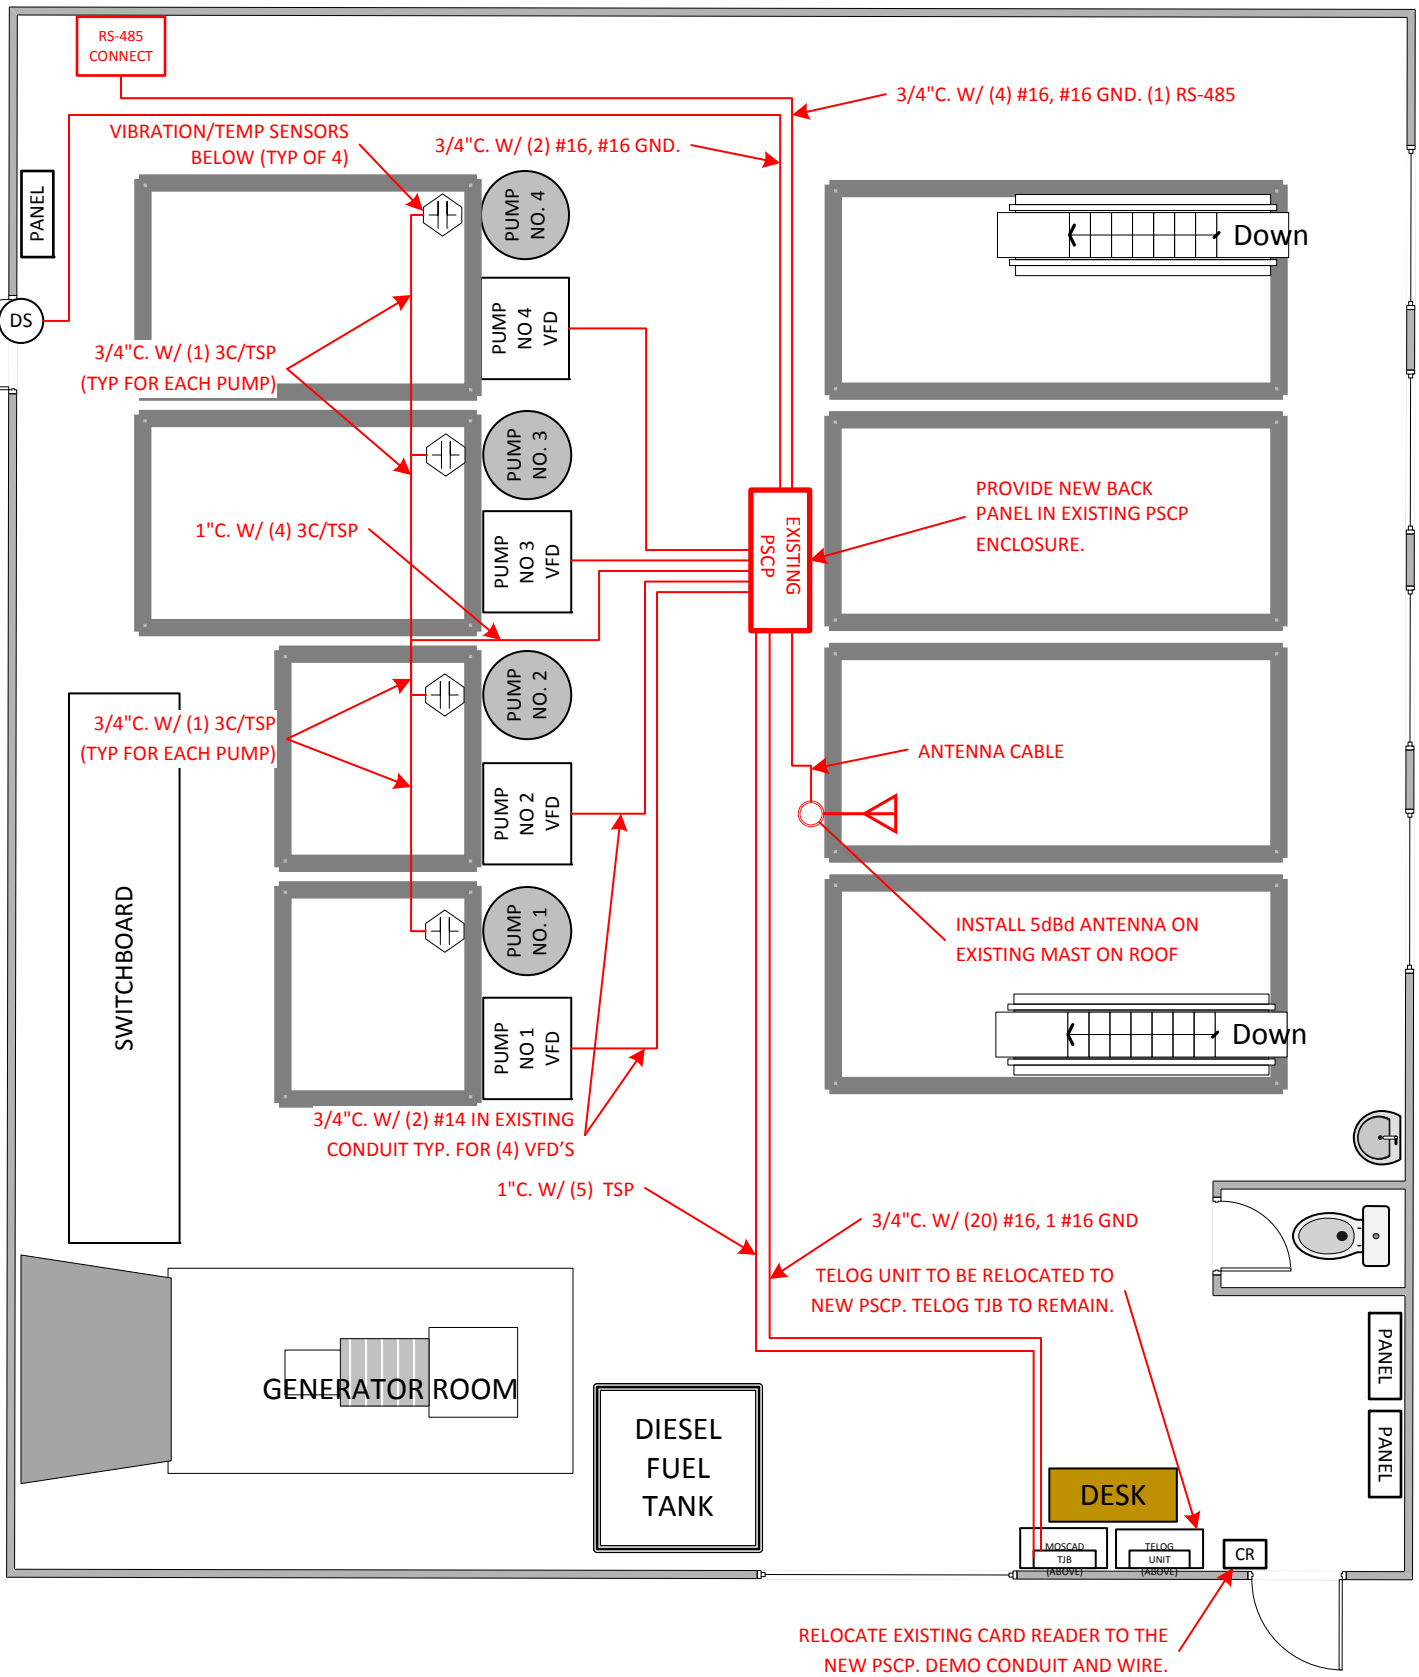 RS-485
CONNECT
3/4"C. W/ (4) #16, #16 GND. (1) RS-485
VIBRATION/TEMP SENSORS
BELOW (TYP OF 4)
3/4"C. W/ (2) #16, #16 GND.
PANEL
PUMP
NO. 4
Down
DS
PUMP
NO 4
VFD
3/4"C. W/ (1) 3C/TSP
(TYP FOR EACH PUMP)
PUMP
NO. 3
1"C. W/ (4) 3C/TSP
PUMP
NO 3
VFD
EXISTING
PSCP
PROVIDE NEW BACK
PANEL IN EXISTING PSCP
ENCLOSURE.
PUMP
NO. 2
3/4"C. W/ (1) 3C/TSP
(TYP FOR EACH PUMP)
ANTENNA CABLE
PUMP
NO 2
VFD
SWITCHBOARD
PUMP
NO. 1
INSTALL 5dBd ANTENNA ON
EXISTING MAST ON ROOF
PUMP
NO 1
VFD
Down
3/4"C. W/ (2) #14 IN EXISTING
CONDUIT TYP. FOR (4) VFD'S
1"C. W/ (5) TSP
3/4"C. W/ (20) #16, 1 #16 GND
TELOG UNIT TO BE RELOCATED TO
NEW PSCP. TELOG TJB TO REMAIN.
PANEL
GENERATOR ROOM
DIESEL
FUEL
TANK
PANEL
DESK
MOSCAD
TJB
(ABOVE)
TELOG
UNIT
(ABOVE)
CR
RELOCATE EXISTING CARD READER TO THE
NEW PSCP. DEMO CONDUIT AND WIRE.